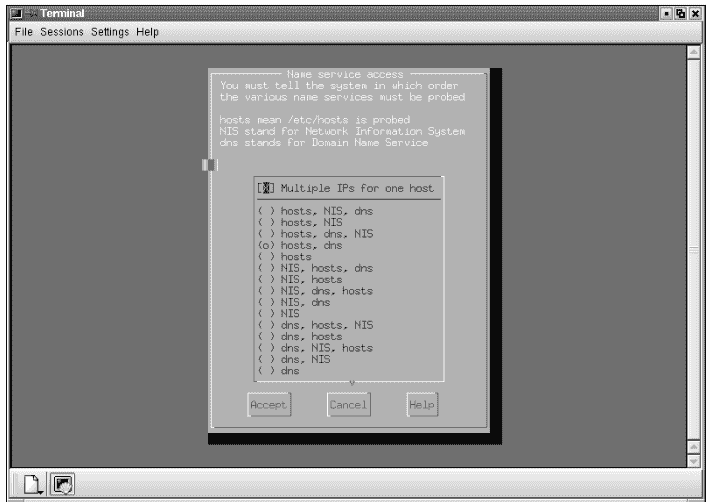 Terminal
File Sessions Settings Help
Name service access
You must tell the system in which order
the various name services must be probed
hosts mean /etc/hosts is probed
NIS stand for Network Information System
dns stands for Domain Name Service
Multiple IPs for one host
( ) hosts, NIS, dns
( ) hosts, NIS
( ) hosts, dns, NIS
(o) hosts, dns
( ) hosts
( ) NIS, hosts, dns
( ) NIS, hosts
( ) NIS, dns, hosts
( ) NIS, dns
( ) NIS
( ) dns, hosts, NIS
( ) dns, hosts
( ) dns, NIS, hosts
( ) dns, NIS
( ) dns
Accept Cancel Help